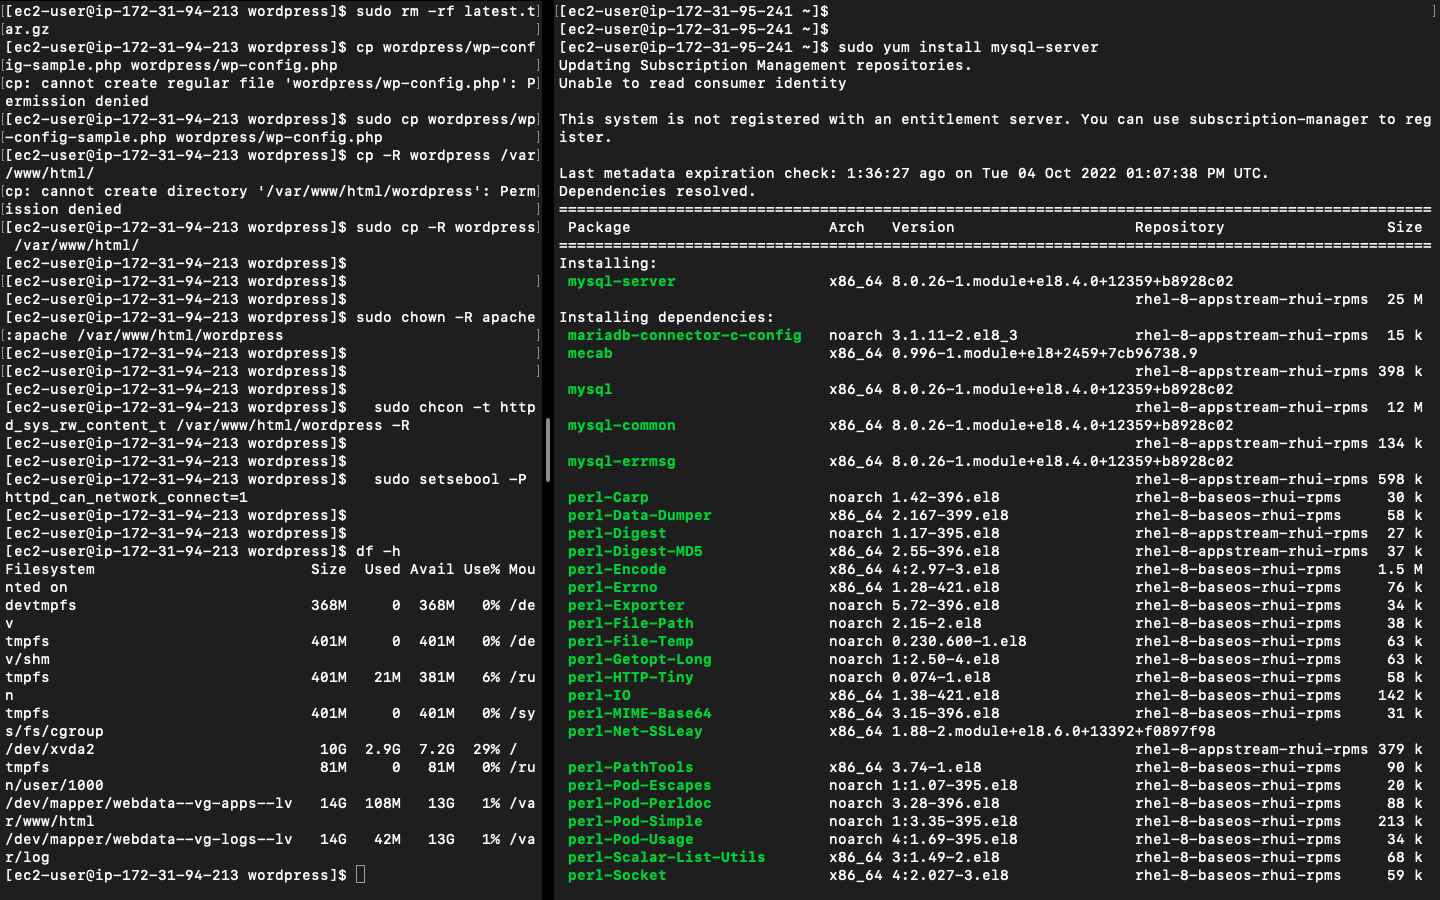 [ec2-user@ip-172-31-94-213 wordpress]$ sudo rm -rf latest.t
ar.gz
[ec2-user@ip-172-31-94-213 wordpress]$ cp wordpress/wp-conf
ig-sample.php wordpress/wp-config.php
cp: cannot create regular file 'wordpress/wp-config.php': P
ermission denied
[ec2-user@ip-172-31-94-213 wordpress]$ sudo cp wordpress/wp
-config-sample.php wordpress/wp-config.php
[ec2-user@ip-172-31-94-213 wordpress]$ cp -R wordpress /var
/www/html/
cp: cannot create directory '/var/www/html/wordpress': Perm
ission denied
[ec2-user@ip-172-31-94-213 wordpress]$ sudo cp -R wordpress
 /var/www/html/
[ec2-user@ip-172-31-94-213 wordpress]$
[ec2-user@ip-172-31-94-213 wordpress]$
[ec2-user@ip-172-31-94-213 wordpress]$
[ec2-user@ip-172-31-94-213 wordpress]$ sudo chown -R apache
:apache /var/www/html/wordpress
[ec2-user@ip-172-31-94-213 wordpress]$
[ec2-user@ip-172-31-94-213 wordpress]$
[ec2-user@ip-172-31-94-213 wordpress]$
[ec2-user@ip-172-31-94-213 wordpress]$   sudo chcon -t http
d_sys_rw_content_t /var/www/html/wordpress -R
[ec2-user@ip-172-31-94-213 wordpress]$
[ec2-user@ip-172-31-94-213 wordpress]$
[ec2-user@ip-172-31-94-213 wordpress]$   sudo setsebool -P
httpd_can_network_connect=1
[ec2-user@ip-172-31-94-213 wordpress]$
[ec2-user@ip-172-31-94-213 wordpress]$
[ec2-user@ip-172-31-94-213 wordpress]$ df -h
Filesystem                        Size  Used Avail Use% Mou
nted on
devtmpfs                          368M     0  368M   0% /de
v
tmpfs                             401M     0  401M   0% /de
v/shm
tmpfs                             401M   21M  381M   6% /ru
n
tmpfs                             401M     0  401M   0% /sy
s/fs/cgroup
/dev/xvda2                         10G  2.9G  7.2G  29% /
tmpfs                              81M     0   81M   0% /ru
n/user/1000
/dev/mapper/webdata--vg-apps--lv   14G  108M   13G   1% /va
r/www/html
/dev/mapper/webdata--vg-logs--lv   14G   42M   13G   1% /va
r/log
[ec2-user@ip-172-31-94-213 wordpress]$
[ec2-user@ip-172-31-95-241 ~]$
[ec2-user@ip-172-31-95-241 ~]$
[ec2-user@ip-172-31-95-241 ~]$ sudo yum install mysql-server
Updating Subscription Management repositories.
Unable to read consumer identity
This system is not registered with an entitlement server. You can use subscription-manager to reg
ister.
Last metadata expiration check: 1:36:27 ago on Tue 04 Oct 2022 01:07:38 PM UTC.
Dependencies resolved.
=================================================================================================
 Package                      Arch   Version                    Repository                  Size
=================================================================================================
Installing:
 mysql-server                 x86_64 8.0.26-1.module+el8.4.0+12359+b8928c02
rhel-8-appstream-rhui-rpms  25 M
Installing dependencies:
 mariadb-connector-c-config   noarch 3.1.11-2.el8_3             rhel-8-appstream-rhui-rpms  15 k
 mecab                        x86_64 0.996-1.module+el8+2459+7cb96738.9
rhel-8-appstream-rhui-rpms 398 k
 mysql                        x86_64 8.0.26-1.module+el8.4.0+12359+b8928c02
rhel-8-appstream-rhui-rpms  12 M
 mysql-common                 x86_64 8.0.26-1.module+el8.4.0+12359+b8928c02
rhel-8-appstream-rhui-rpms 134 k
 mysql-errmsg                 x86_64 8.0.26-1.module+el8.4.0+12359+b8928c02
rhel-8-appstream-rhui-rpms 598 k
 perl-Carp                    noarch 1.42-396.el8               rhel-8-baseos-rhui-rpms     30 k
 perl-Data-Dumper             x86_64 2.167-399.el8              rhel-8-baseos-rhui-rpms     58 k
 perl-Digest                  noarch 1.17-395.el8               rhel-8-appstream-rhui-rpms  27 k
 perl-Digest-MD5              x86_64 2.55-396.el8               rhel-8-appstream-rhui-rpms  37 k
 perl-Encode                  x86_64 4:2.97-3.el8               rhel-8-baseos-rhui-rpms    1.5 M
 perl-Errno                   x86_64 1.28-421.el8               rhel-8-baseos-rhui-rpms     76 k
 perl-Exporter                noarch 5.72-396.el8               rhel-8-baseos-rhui-rpms     34 k
 perl-File-Path               noarch 2.15-2.el8                 rhel-8-baseos-rhui-rpms     38 k
 perl-File-Temp               noarch 0.230.600-1.el8            rhel-8-baseos-rhui-rpms     63 k
 perl-Getopt-Long             noarch 1:2.50-4.el8               rhel-8-baseos-rhui-rpms     63 k
 perl-HTTP-Tiny               noarch 0.074-1.el8                rhel-8-baseos-rhui-rpms     58 k
 perl-IO                      x86_64 1.38-421.el8               rhel-8-baseos-rhui-rpms    142 k
 perl-MIME-Base64             x86_64 3.15-396.el8               rhel-8-baseos-rhui-rpms     31 k
 perl-Net-SSLeay              x86_64 1.88-2.module+el8.6.0+13392+f0897f98
rhel-8-appstream-rhui-rpms 379 k
 perl-PathTools               x86_64 3.74-1.el8                 rhel-8-baseos-rhui-rpms     90 k
 perl-Pod-Escapes             noarch 1:1.07-395.el8             rhel-8-baseos-rhui-rpms     20 k
 perl-Pod-Perldoc             noarch 3.28-396.el8               rhel-8-baseos-rhui-rpms     88 k
 perl-Pod-Simple              noarch 1:3.35-395.el8             rhel-8-baseos-rhui-rpms    213 k
 perl-Pod-Usage               noarch 4:1.69-395.el8             rhel-8-baseos-rhui-rpms     34 k
 perl-Scalar-List-Utils       x86_64 3:1.49-2.el8               rhel-8-baseos-rhui-rpms     68 k
 perl-Socket                  x86_64 4:2.027-3.el8              rhel-8-baseos-rhui-rpms     59 k